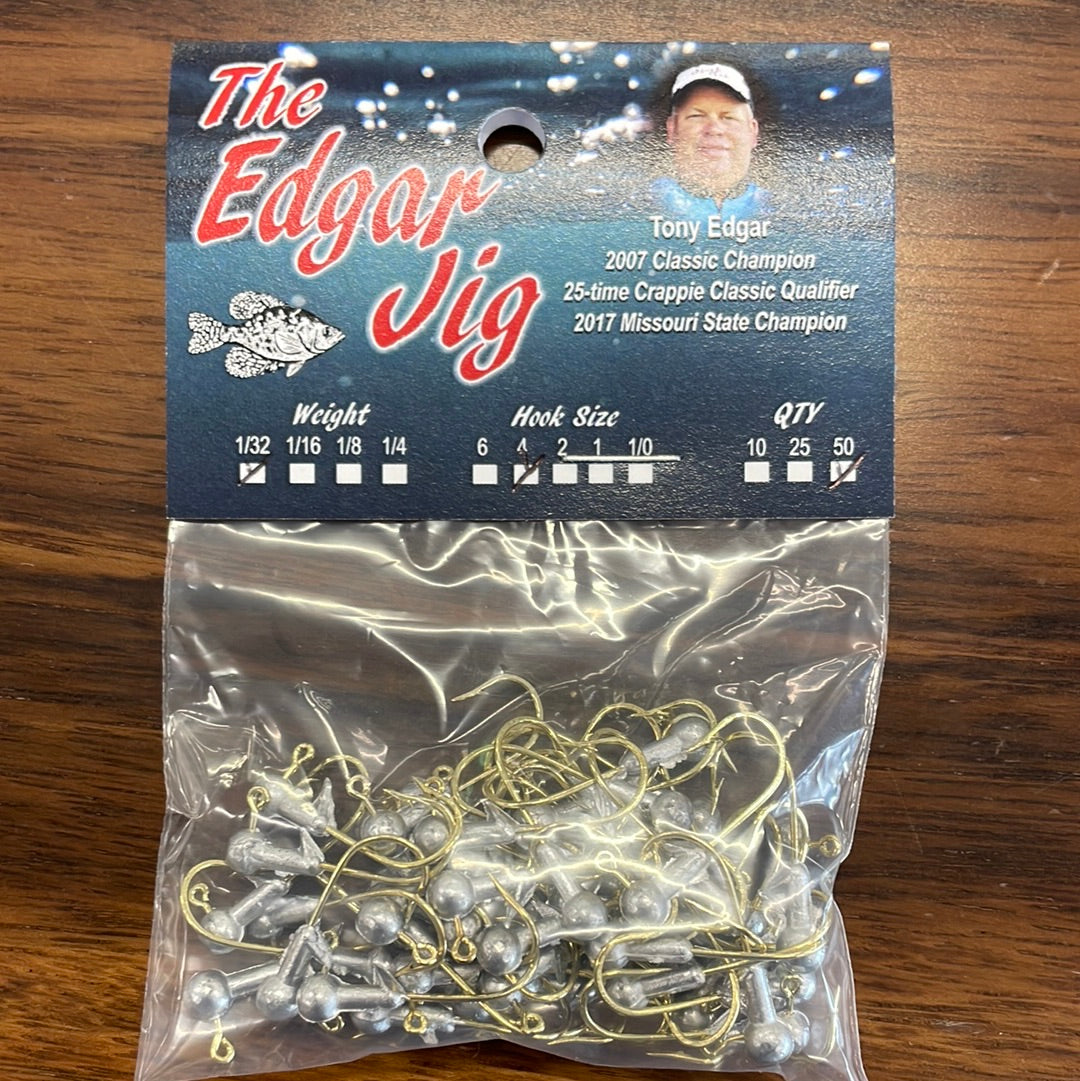 The
Edgar
Jig
Tony Edgar
2007 Classic Champion
25-time Crappie Classic Qualifier
2017 Missouri State Champion
Weight Hook Size QTY
1/32 1/16 1/8 1/4 6 4 2 1 1/0 10 25 50